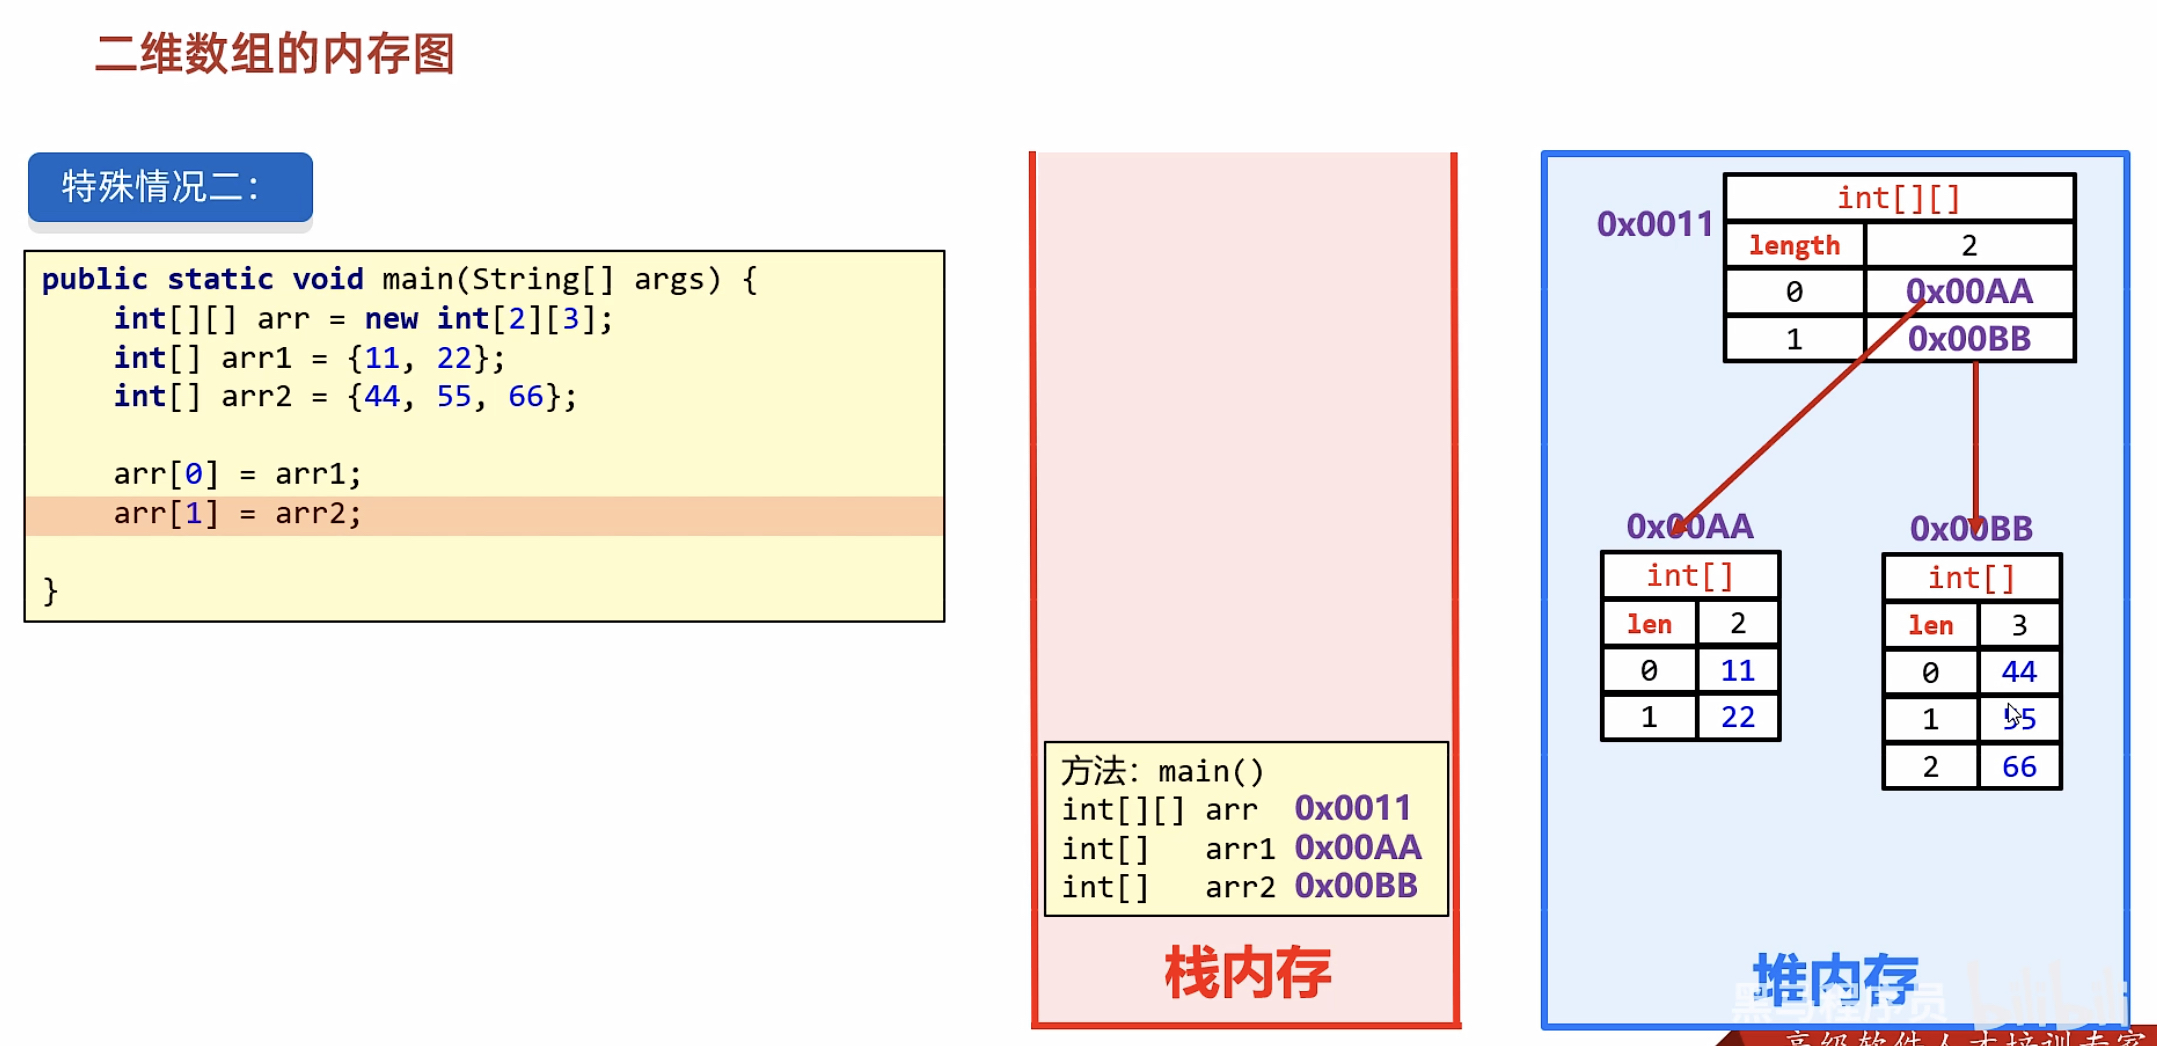 二维数组的内存图
特殊情况二：
public static void main(String[] args) {
int[][] arr = new int[2][3];
int[] arr1 = {11, 22};
int[] arr2 = {44, 55, 66};
arr[0] = arr1;
arr[1] = arr2;
}
方法：main()
int[][] arr 0x0011
int[] arr1 0x00AA
int[] arr2 0x00BB
栈内存
0x0011
int[][]
length 2
0 0x00AA
1 0x00BB
0x00AA
int[]
len 2
0 11
1 22
0x00BB
int[]
len 3
0 44
1 55
2 66
堆内存
黑马程序员 bilibili
高级软件人才培训专家